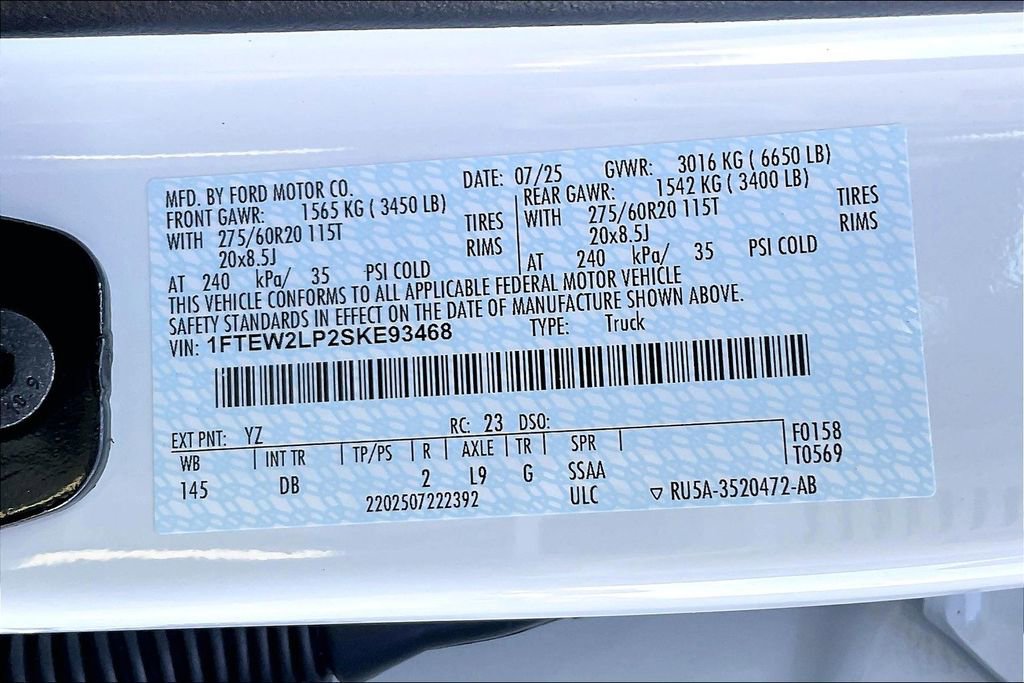 MFD. BY FORD MOTOR CO. DATE: 07/25 GVWR: 3016 KG ( 6650 LB)
FRONT GAWR: 1565 KG ( 3450 LB) REAR GAWR: 1542 KG ( 3400 LB)
WITH 275/60R20 115T TIRES WITH 275/60R20 115T TIRES
20x8.5J RIMS 20x8.5J RIMS
AT 240 kPa/ 35 PSI COLD AT 240 kPa/ 35 PSI COLD
THIS VEHICLE CONFORMS TO ALL APPLICABLE FEDERAL MOTOR VEHICLE
SAFETY STANDARDS IN EFFECT ON THE DATE OF MANUFACTURE SHOWN ABOVE.
VIN: 1FTEW2LP2SKE93468 TYPE: Truck
EXT PNT: YZ RC: 23 DSO:
WB INT TR TP/PS R AXLE TR SPR F0158
145 DB 2 L9 G SSAA T0569
2202507222392 ULC ▽ RU5A-3520472-AB